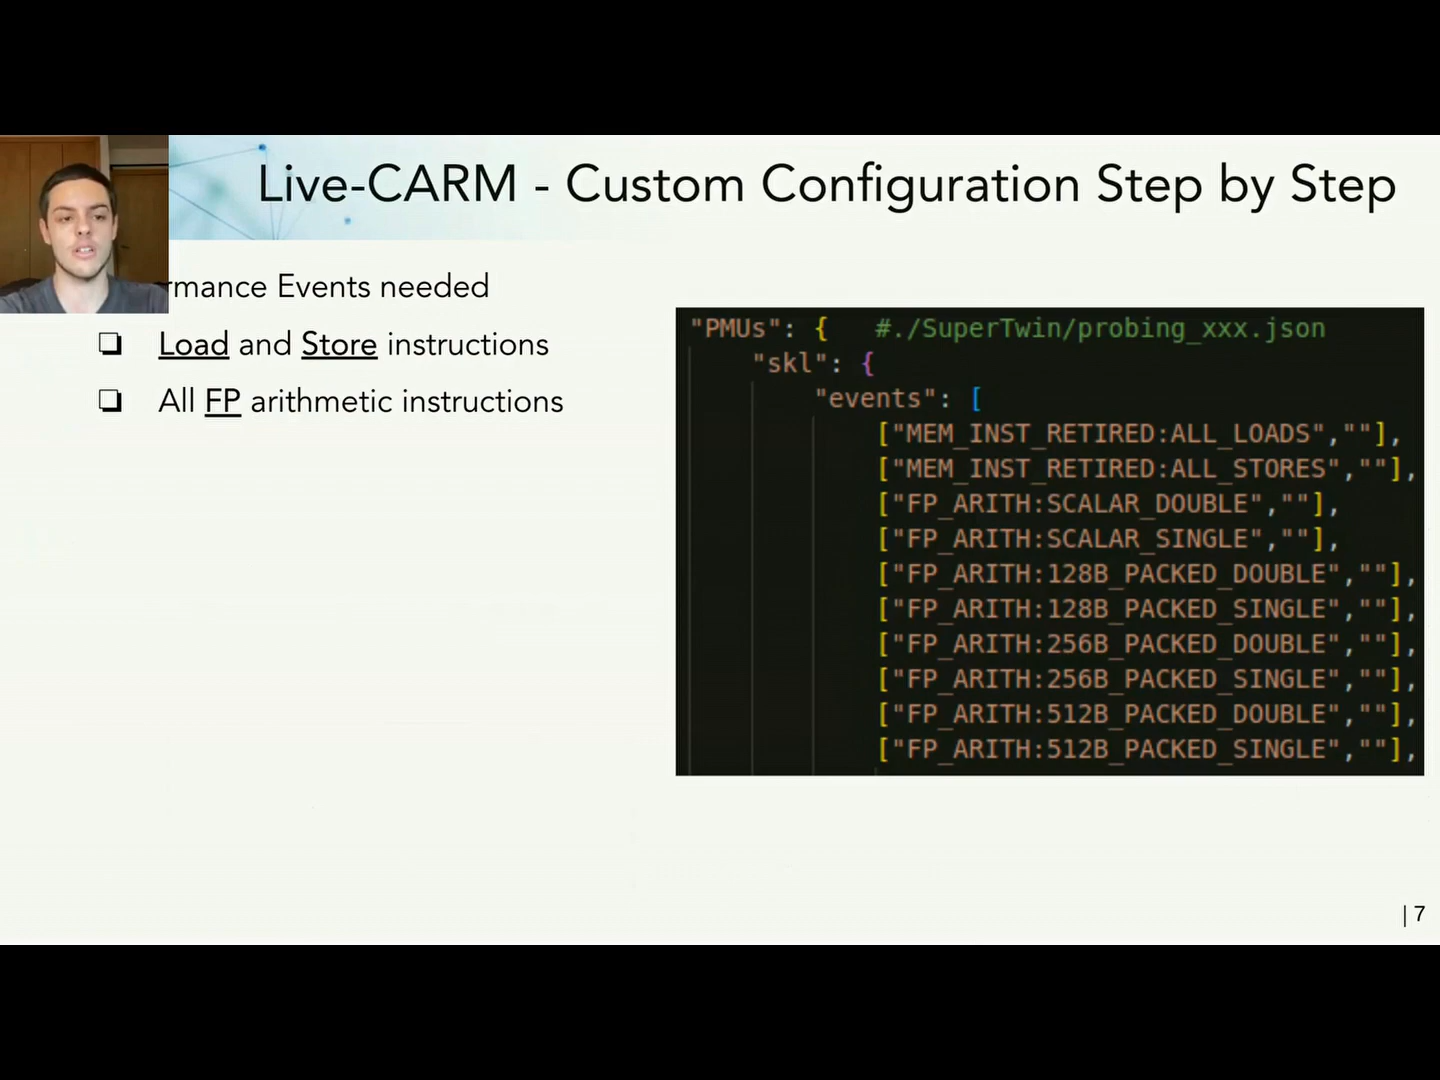 Live-CARM - Custom Configuration Step by Step
rmance Events needed
❏ Load and Store instructions
❏ All FP arithmetic instructions
"PMUs": {   #./SuperTwin/probing_xxx.json
"skl": {
"events": [
["MEM_INST_RETIRED:ALL_LOADS",""],
["MEM_INST_RETIRED:ALL_STORES",""],
["FP_ARITH:SCALAR_DOUBLE",""],
["FP_ARITH:SCALAR_SINGLE",""],
["FP_ARITH:128B_PACKED_DOUBLE",""],
["FP_ARITH:128B_PACKED_SINGLE",""],
["FP_ARITH:256B_PACKED_DOUBLE",""],
["FP_ARITH:256B_PACKED_SINGLE",""],
["FP_ARITH:512B_PACKED_DOUBLE",""],
["FP_ARITH:512B_PACKED_SINGLE",""],
| 7